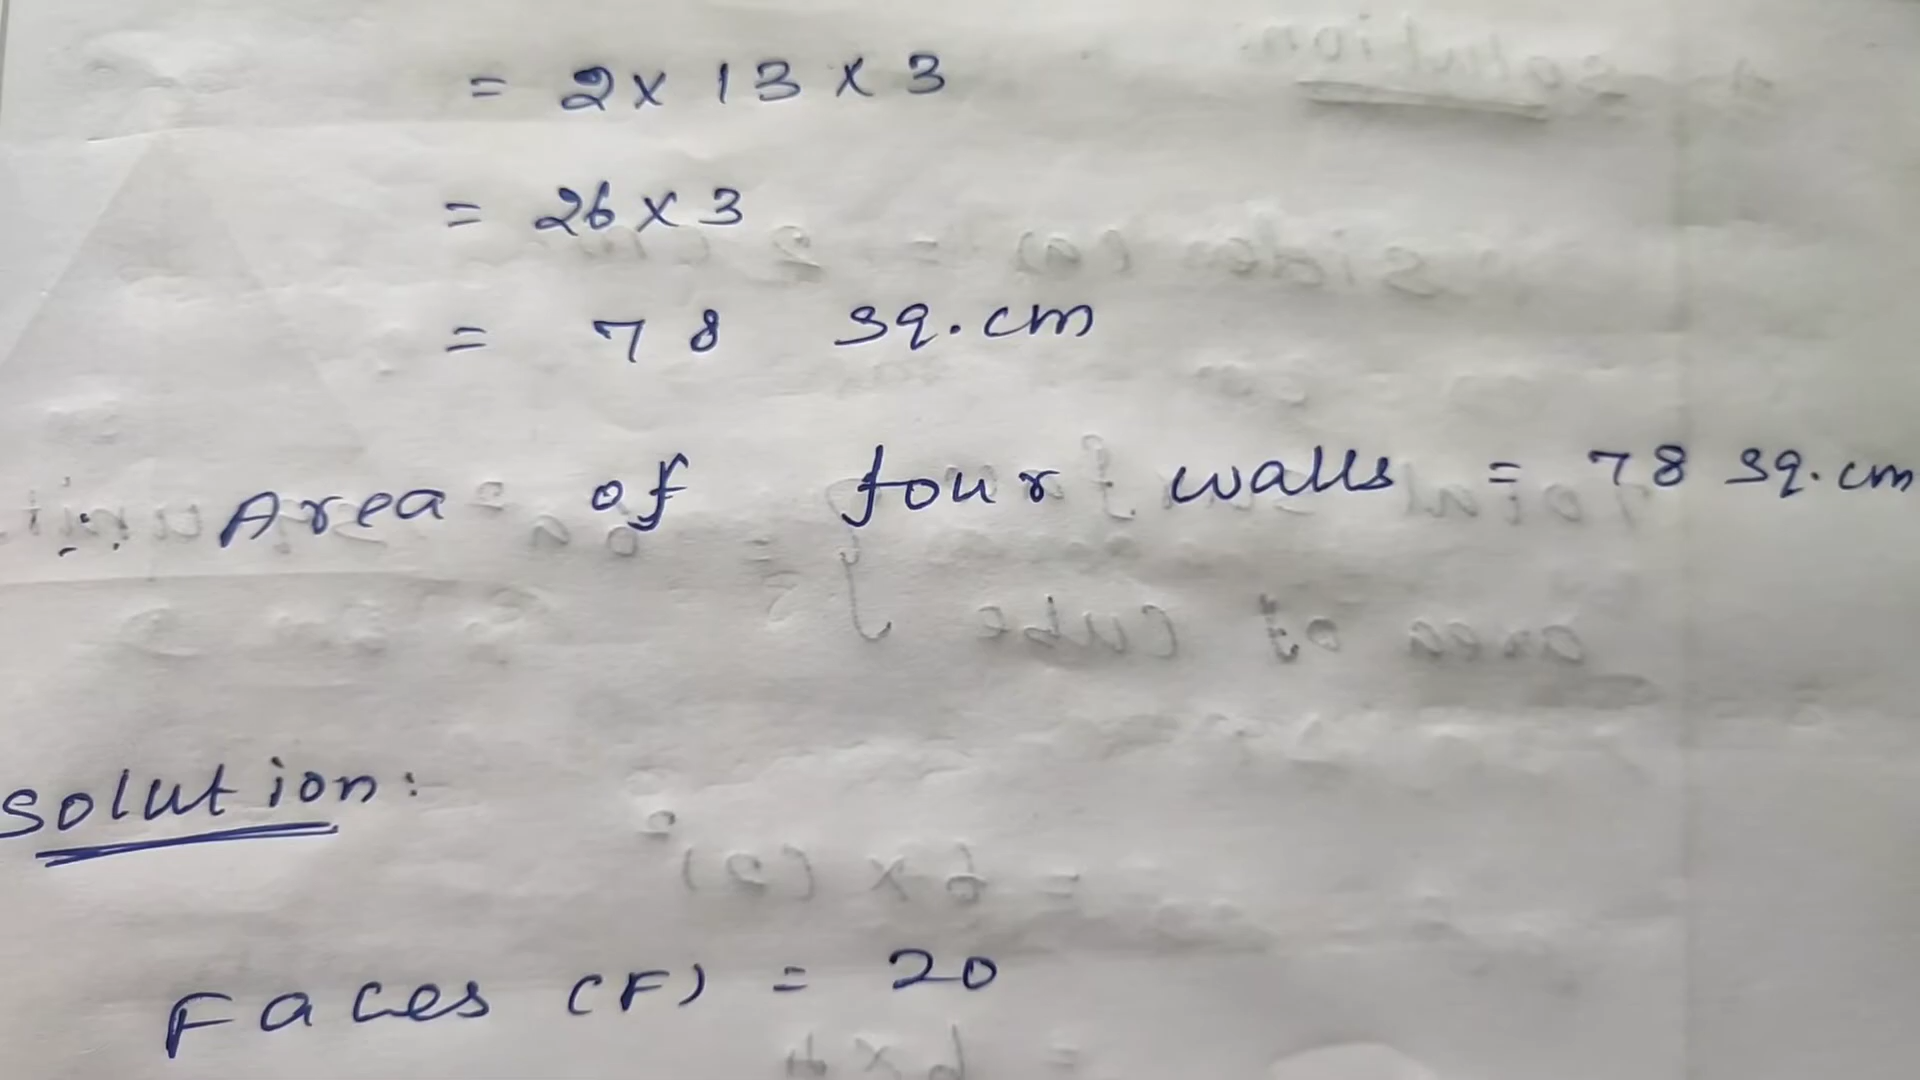 = 2 x 13 x 3
= 26 x 3
= 78 sq.cm
∴ Area of four walls = 78 sq.cm
Solution:
Faces (F) = 20